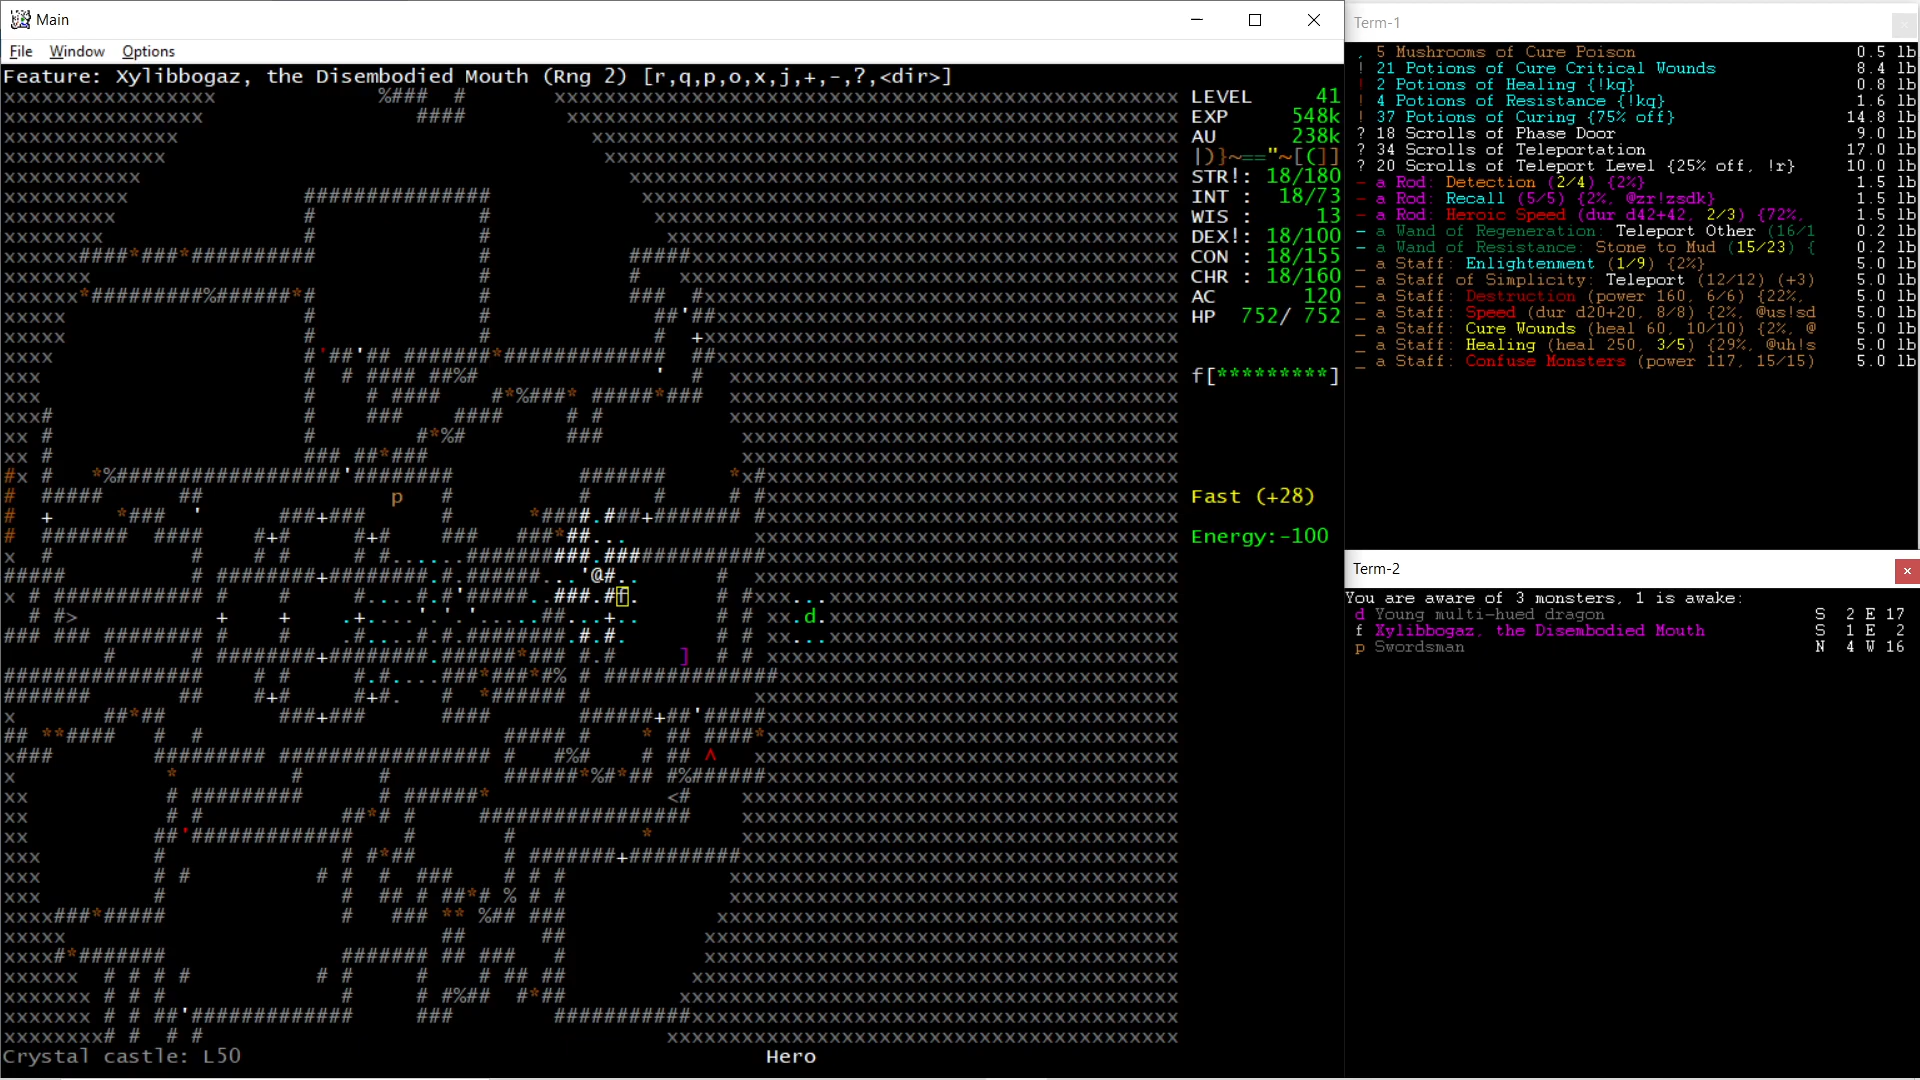 Main
File Window Options
Feature: Xylibbogaz, the Disembodied Mouth (Rng 2) [r,q,p,o,x,j,+,-,?,<dir>]
LEVEL 41
EXP 548k
AU 238k
|)}~=="~[(]]
STR!: 18/180
INT : 18/73
WIS : 13
DEX!: 18/100
CON : 18/155
CHR : 18/160
AC 120
HP 752/ 752
f[*********]
Fast (+28)
Energy:-100
Crystal castle: L50
Hero
Term-1
, 5 Mushrooms of Cure Poison 0.5 lb
! 21 Potions of Cure Critical Wounds 8.4 lb
! 2 Potions of Healing {!kq} 0.8 lb
! 4 Potions of Resistance {!kq} 1.6 lb
! 37 Potions of Curing {75% off} 14.8 lb
? 18 Scrolls of Phase Door 9.0 lb
? 34 Scrolls of Teleportation 17.0 lb
? 20 Scrolls of Teleport Level {25% off, !r} 10.0 lb
- a Rod: Detection (2/4) {2%} 1.5 lb
- a Rod: Recall (5/5) {2%, @zr!zsdk} 1.5 lb
- a Rod: Heroic Speed (dur d42+42, 2/3) {72%, 1.5 lb
- a Wand of Regeneration: Teleport Other (16/1 0.2 lb
- a Wand of Resistance: Stone to Mud (15/23) { 0.2 lb
_ a Staff: Enlightenment (1/9) {2%} 5.0 lb
_ a Staff of Simplicity: Teleport (12/12) (+3) 5.0 lb
_ a Staff: Destruction (power 160, 6/6) {22%, 5.0 lb
_ a Staff: Speed (dur d20+20, 8/8) {2%, @us!sd 5.0 lb
_ a Staff: Cure Wounds (heal 60, 10/10) {2%, @ 5.0 lb
_ a Staff: Healing (heal 250, 3/5) {29%, @uh!s 5.0 lb
_ a Staff: Confuse Monsters (power 117, 15/15) 5.0 lb
Term-2
You are aware of 3 monsters, 1 is awake:
d Young multi-hued dragon S 2 E 17
f Xylibbogaz, the Disembodied Mouth S 1 E 2
p Swordsman N 4 W 16